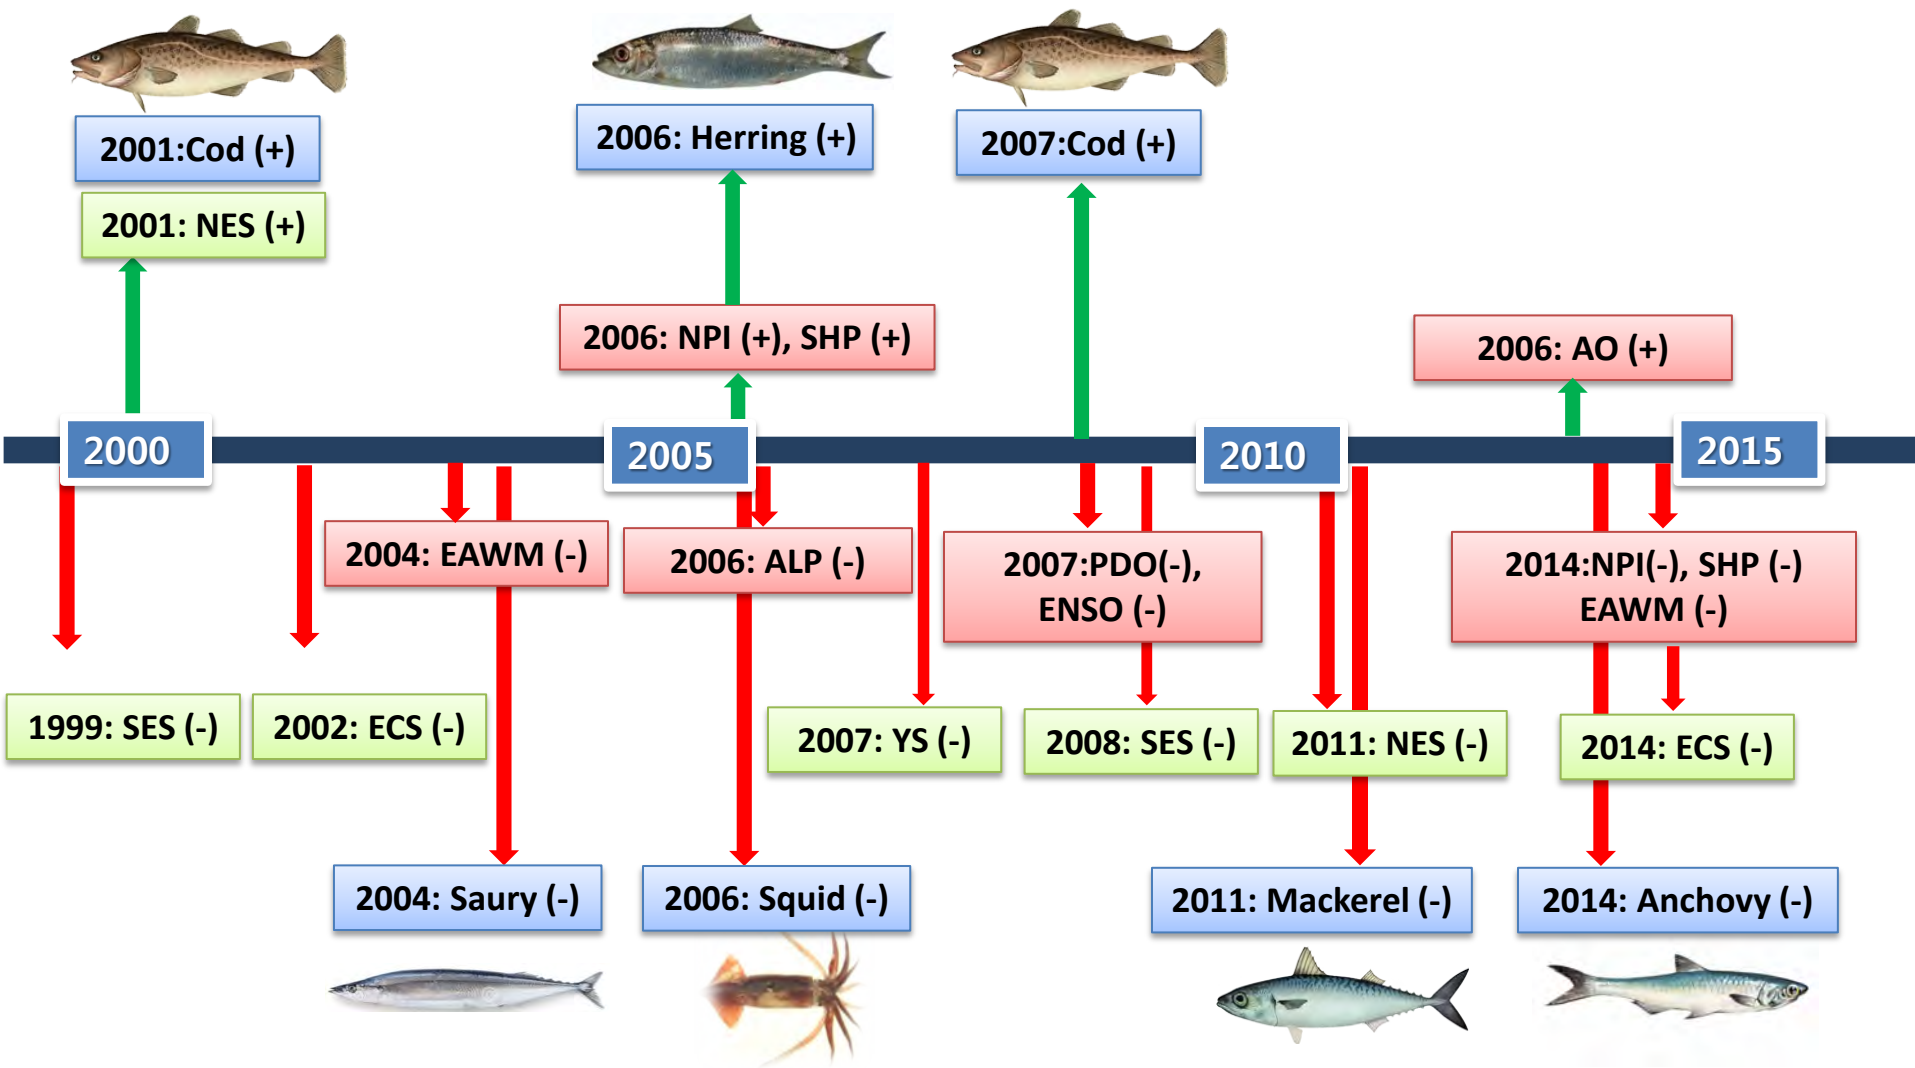 2001:Cod (+)
2006: Herring (+)
2007:Cod (+)
2001: NES (+)
2006: NPI (+), SHP (+)
2006: AO (+)
2000
2005
2010
2015
2004: EAWM (-)
2006: ALP (-)
2007:PDO(-),
ENSO (-)
2014:NPI(-), SHP (-)
EAWM (-)
1999: SES (-)
2002: ECS (-)
2007: YS (-)
2008: SES (-)
2011: NES (-)
2014: ECS (-)
2004: Saury (-)
2006: Squid (-)
2011: Mackerel (-)
2014: Anchovy (-)